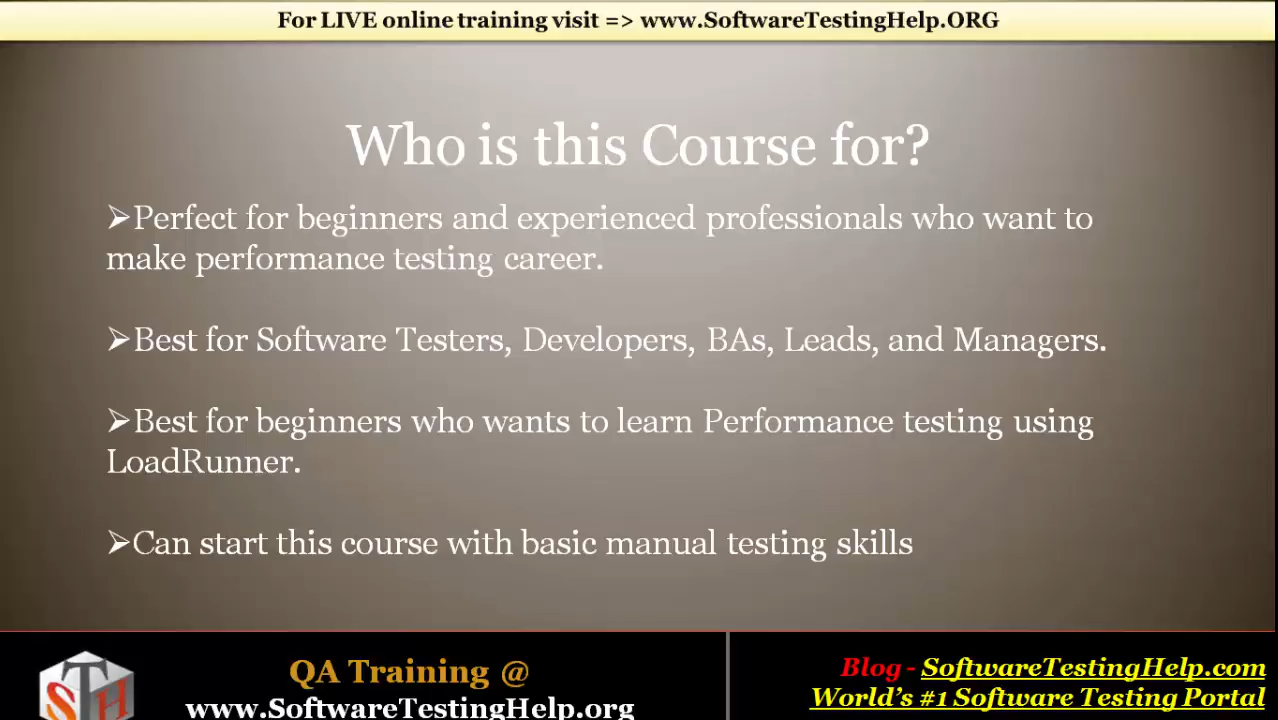 For LIVE online training visit => www.SoftwareTestingHelp.ORG
Who is this Course for?
➢Perfect for beginners and experienced professionals who want to
make performance testing career.
➢Best for Software Testers, Developers, BAs, Leads, and Managers.
➢Best for beginners who wants to learn Performance testing using
LoadRunner.
➢Can start this course with basic manual testing skills
STH
QA Training @
www.SoftwareTestingHelp.org
Blog - SoftwareTestingHelp.com
World's #1 Software Testing Portal